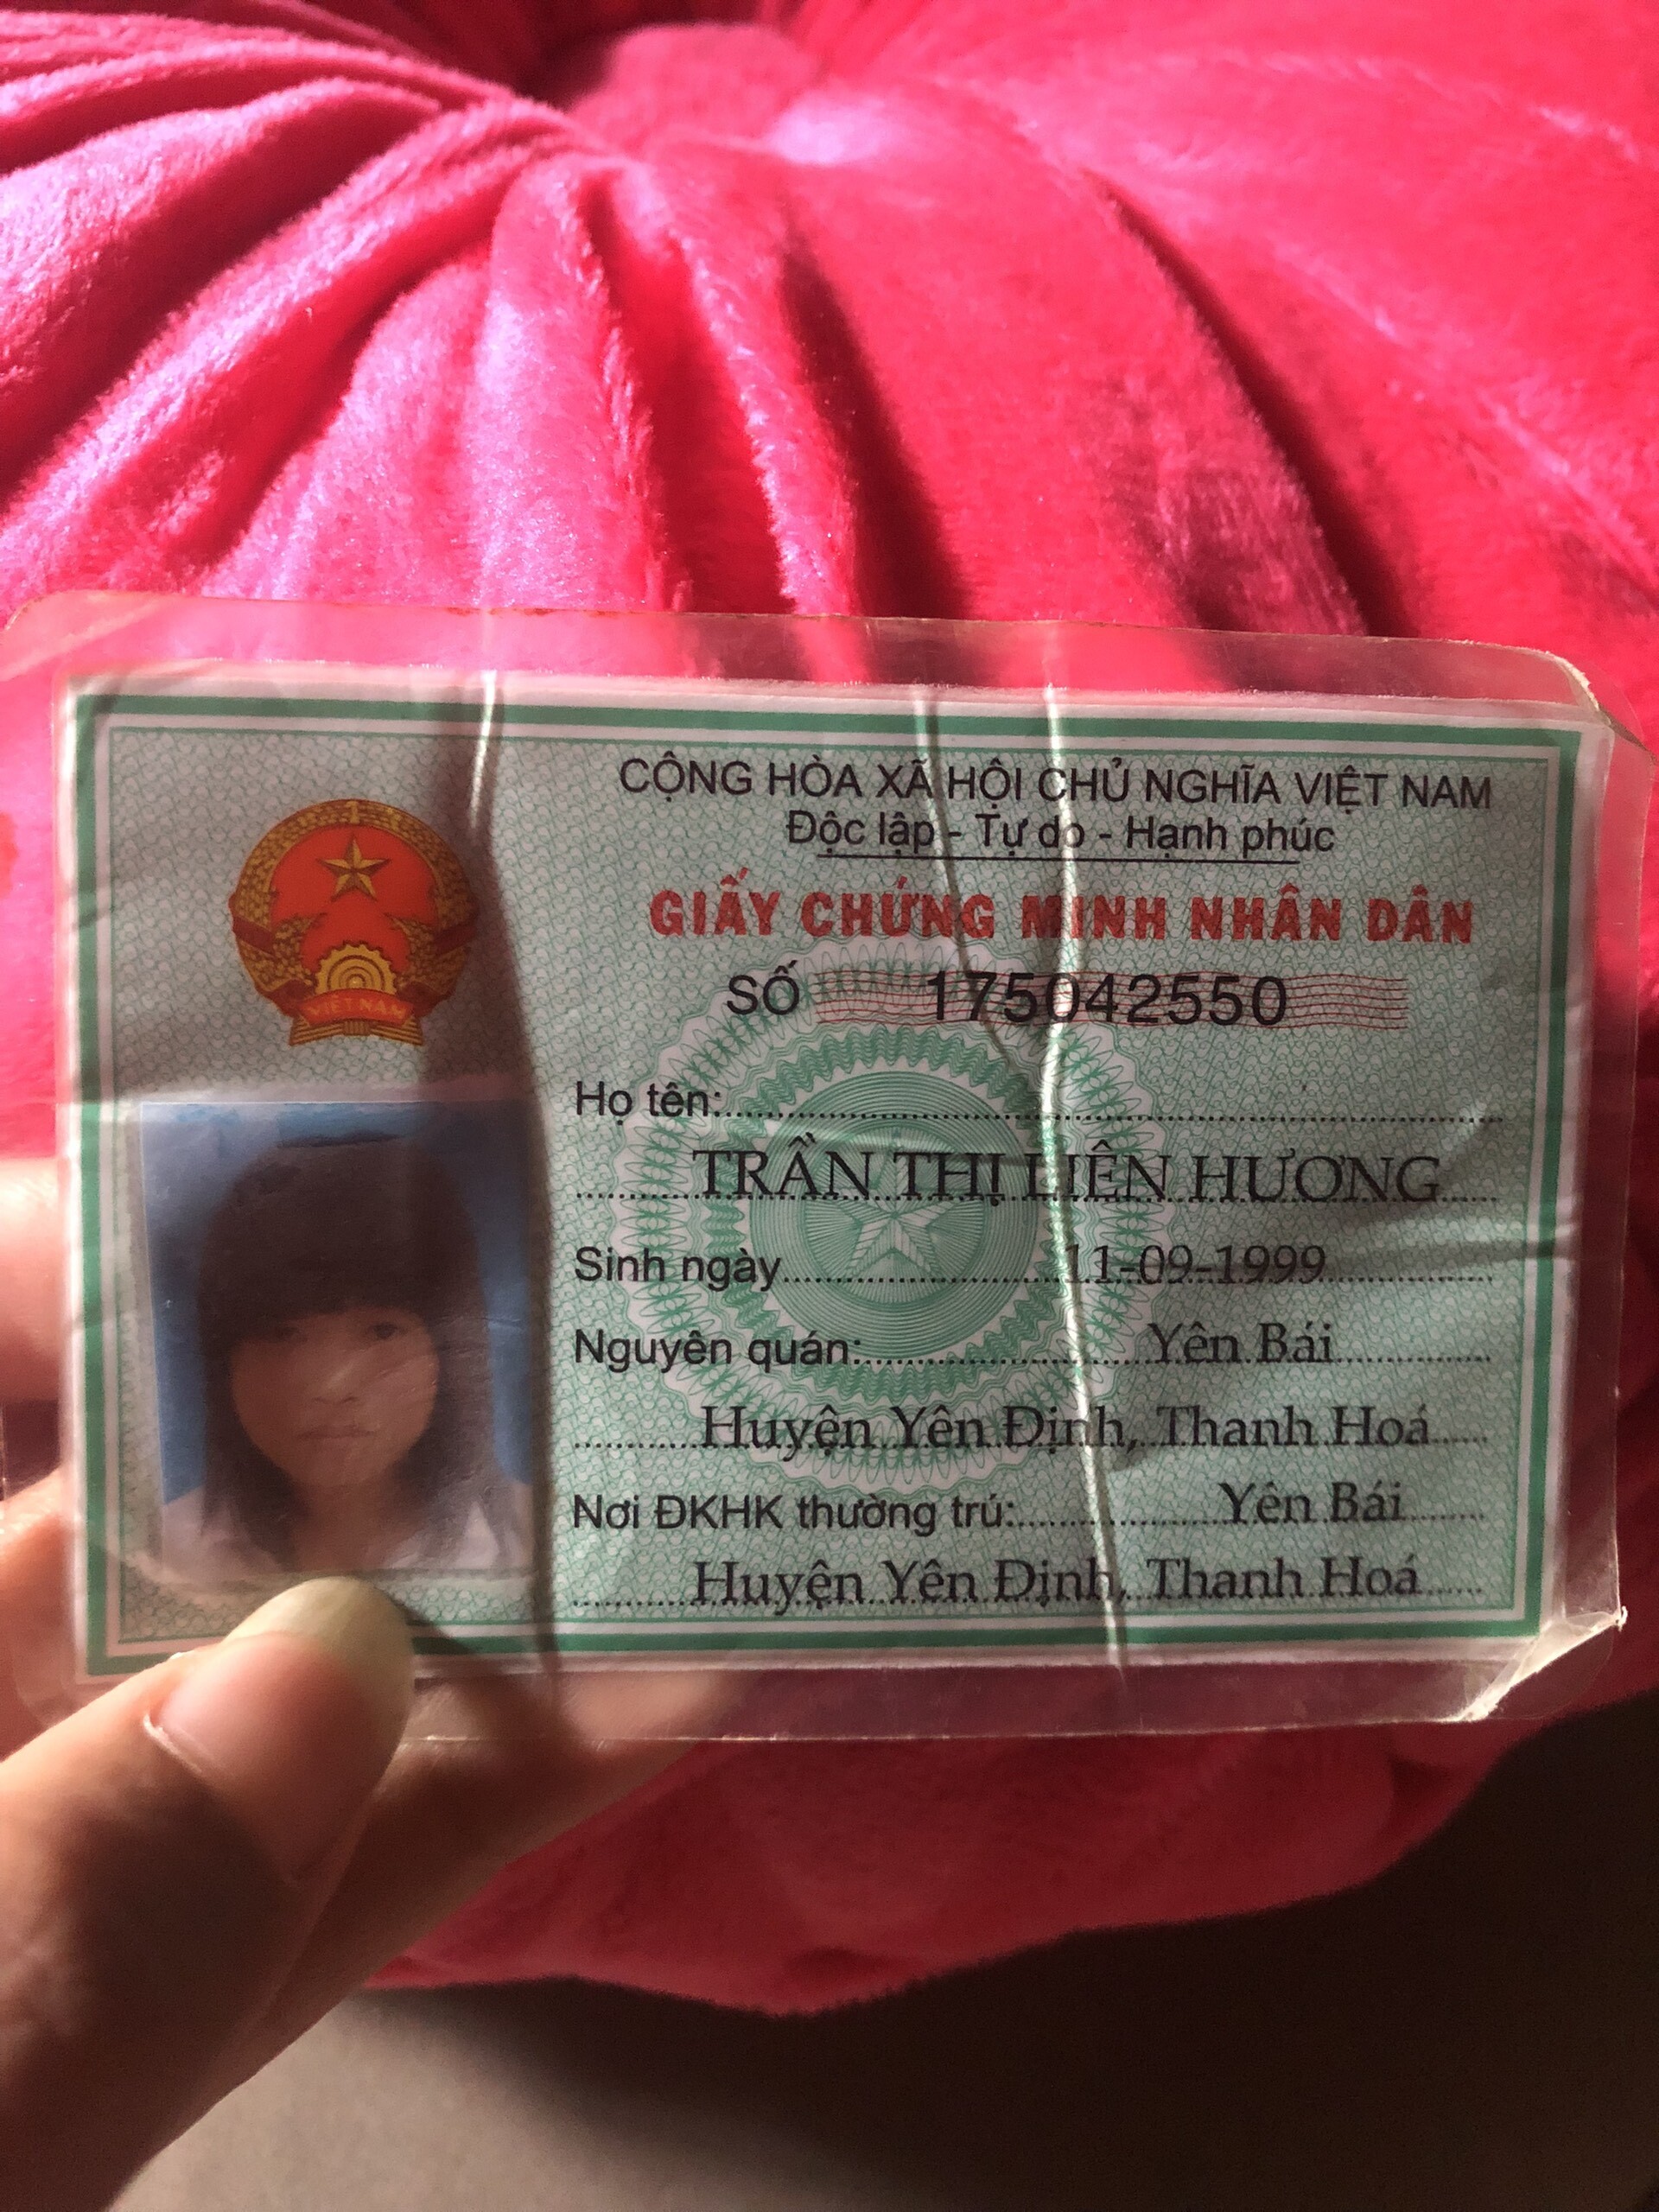 CỘNG HÒA XÃ HỘI CHỦ NGHĨA VIỆT NAM
Độc lập - Tự do - Hạnh phúc
GIẤY CHỨNG MINH NHÂN DÂN
SỐ 175042550
VIỆT NAM
Họ tên:
TRẦN THỊ LIÊN HƯƠNG
Sinh ngày 11-09-1999
Nguyên quán: Yên Bái
Huyện Yên Định, Thanh Hoá
Nơi ĐKHK thường trú: Yên Bái
Huyện Yên Định, Thanh Hoá